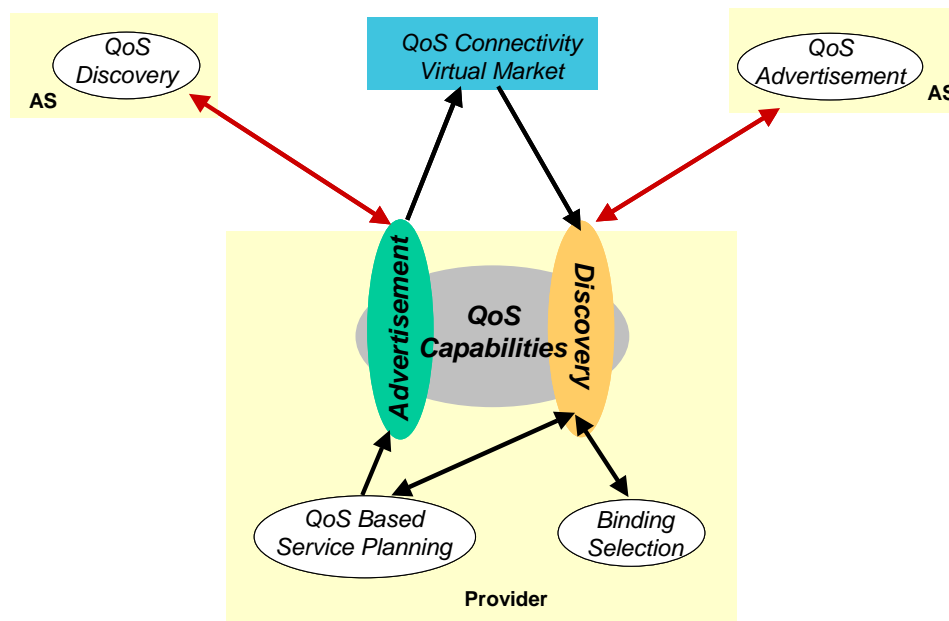 QoS
Discovery
AS
QoS Connectivity
Virtual Market
QoS
Advertisement
AS
Advertisement
QoS
Capabilities
Discovery
QoS Based
Service Planning
Binding
Selection
Provider